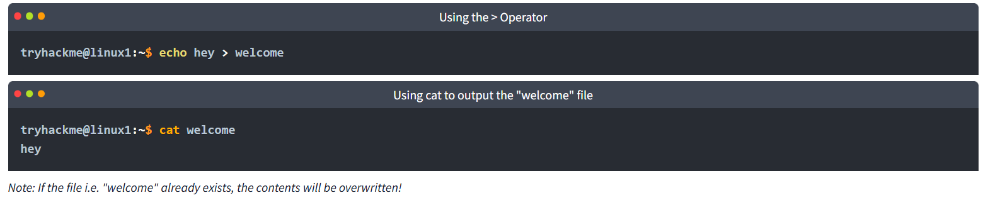 Using the > Operator
tryhackme@linux1:~$ echo hey > welcome
Using cat to output the "welcome" file
tryhackme@linux1:~$ cat welcome
hey
Note: If the file i.e. "welcome" already exists, the contents will be overwritten!